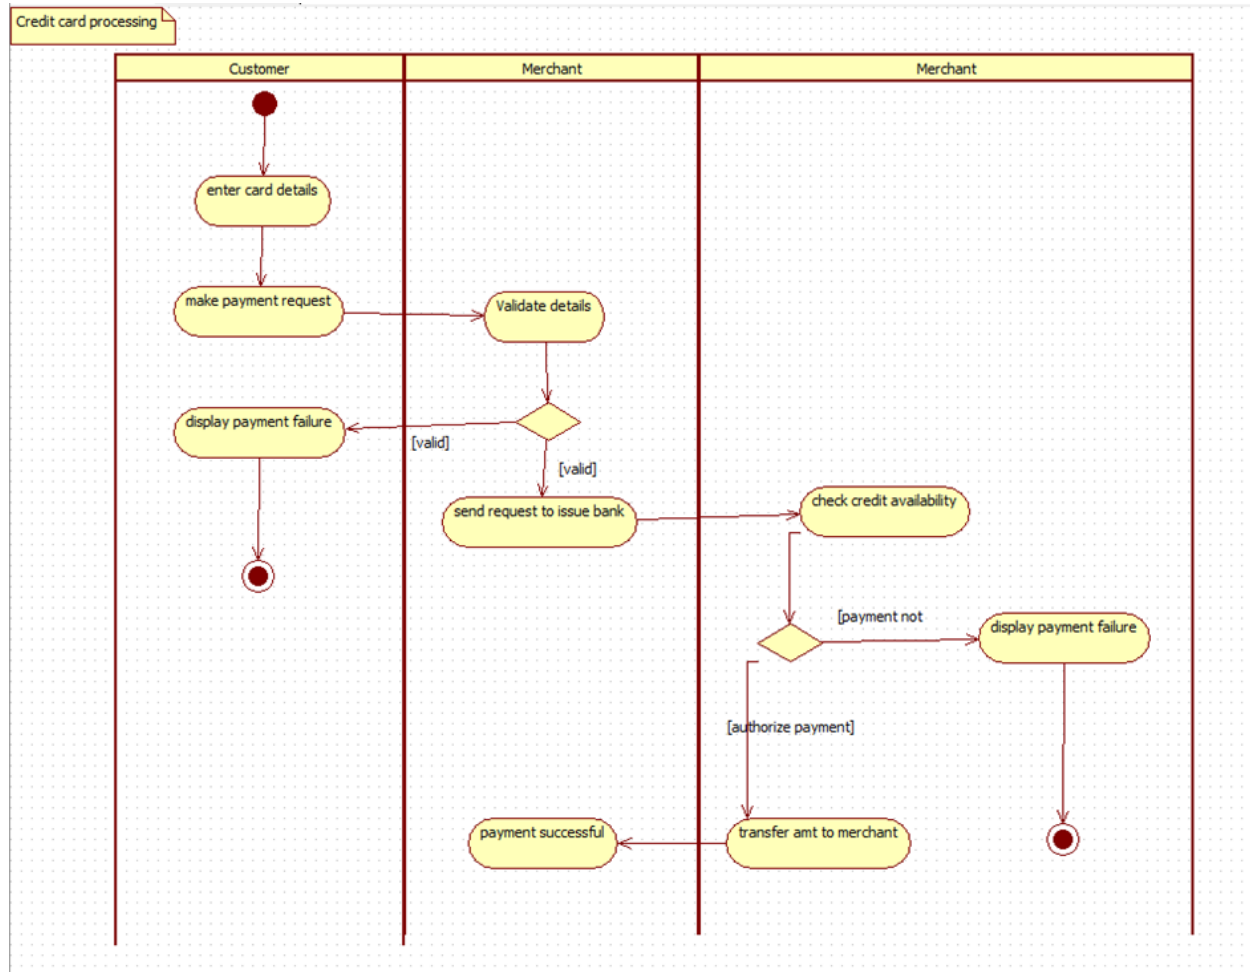 Credit card processing
Customer
Merchant
Merchant
enter card details
make payment request
Validate details
display payment failure
[valid]
[valid]
send request to issue bank
check credit availability
[payment not
display payment failure
[authorize payment]
payment successful
transfer amt to merchant